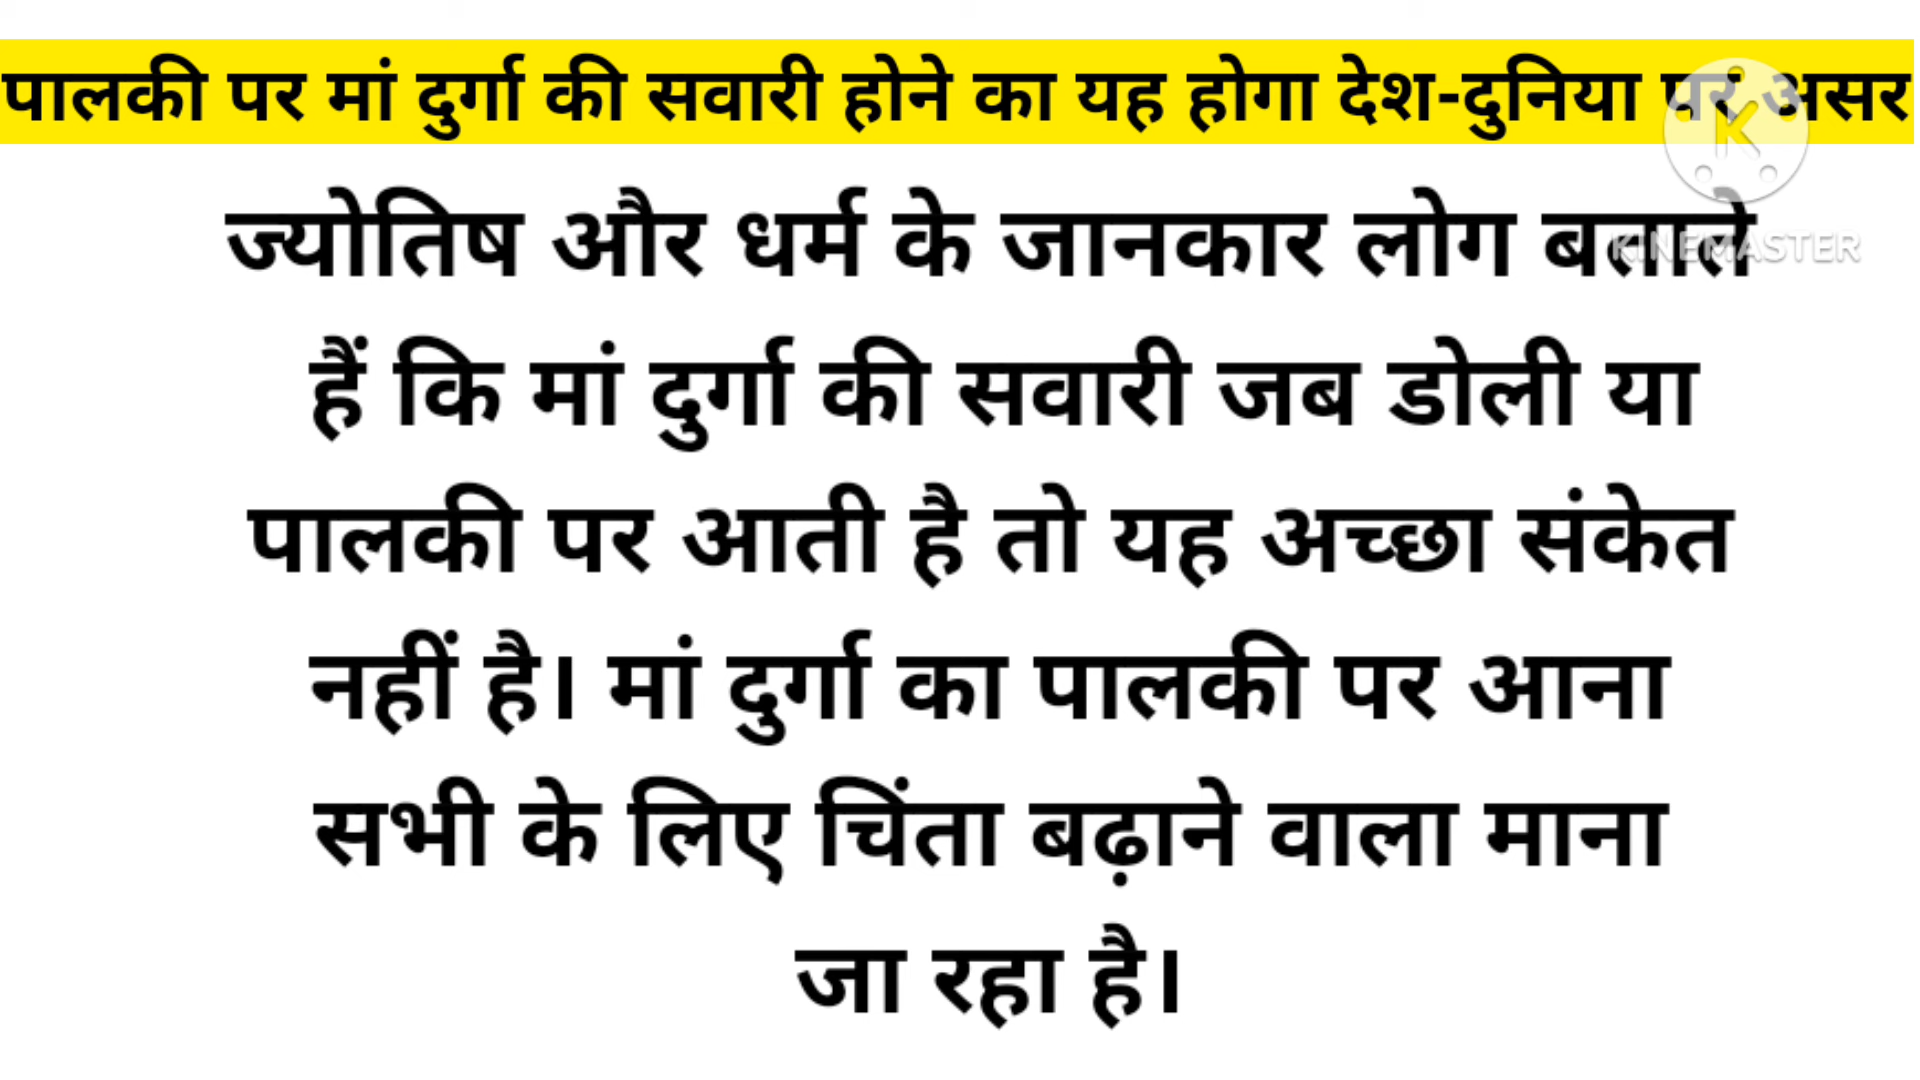 पालकी पर मां दुर्गा की सवारी होने का यह होगा देश-दुनिया पर असर
ज्योतिष और धर्म के जानकार लोग बताते
हैं कि मां दुर्गा की सवारी जब डोली या
पालकी पर आती है तो यह अच्छा संकेत
नहीं है। मां दुर्गा का पालकी पर आना
सभी के लिए चिंता बढ़ाने वाला माना
जा रहा है।
K
KINEMASTER